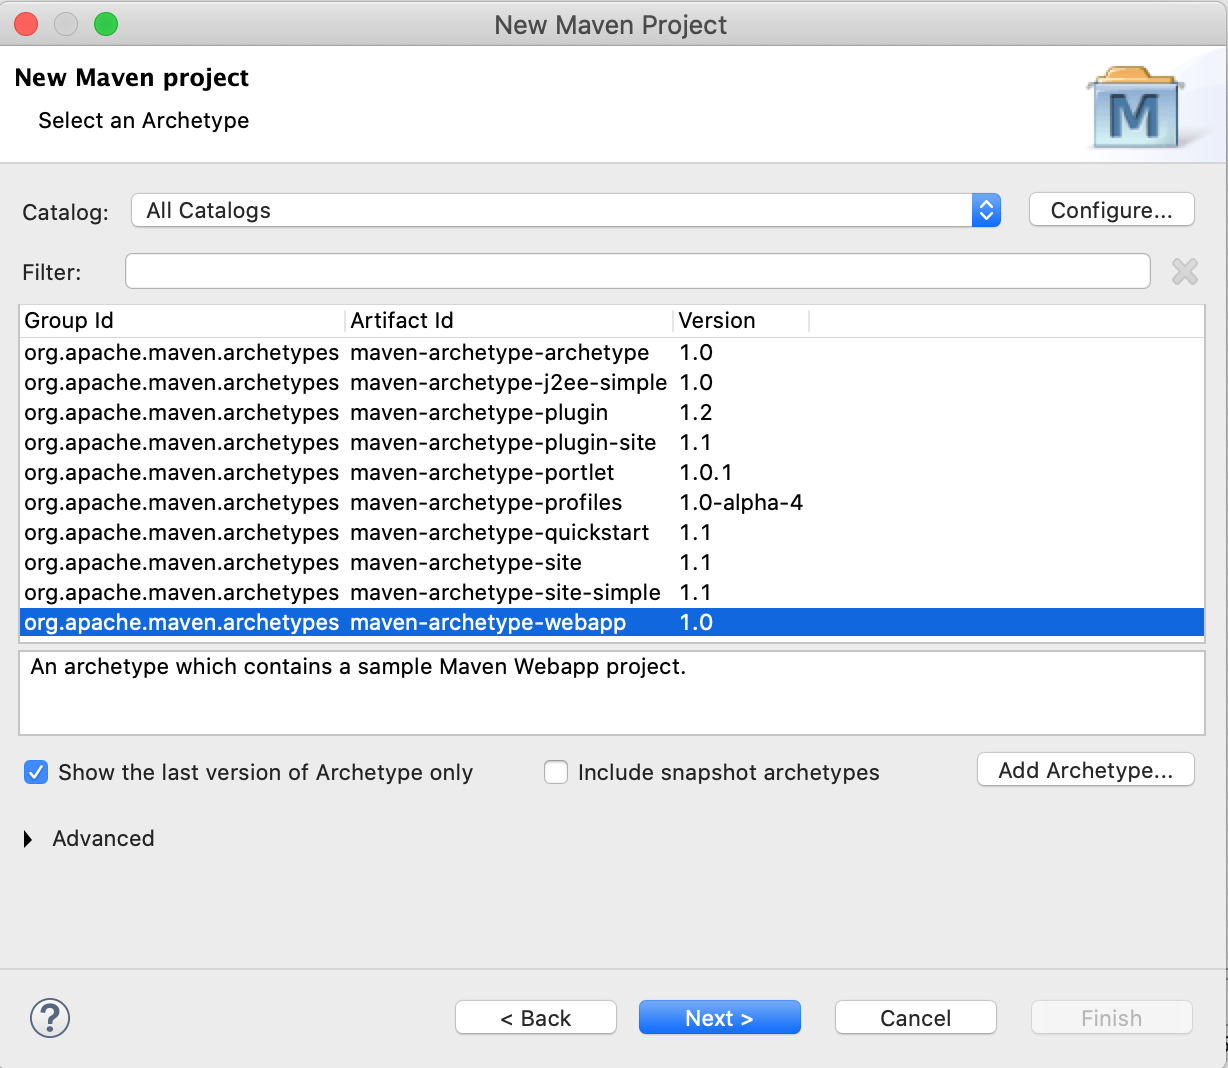 New Maven Project
New Maven project
Select an Archetype
M
Catalog: All Catalogs Configure...
Filter:
Group Id Artifact Id Version
org.apache.maven.archetypes maven-archetype-archetype 1.0
org.apache.maven.archetypes maven-archetype-j2ee-simple 1.0
org.apache.maven.archetypes maven-archetype-plugin 1.2
org.apache.maven.archetypes maven-archetype-plugin-site 1.1
org.apache.maven.archetypes maven-archetype-portlet 1.0.1
org.apache.maven.archetypes maven-archetype-profiles 1.0-alpha-4
org.apache.maven.archetypes maven-archetype-quickstart 1.1
org.apache.maven.archetypes maven-archetype-site 1.1
org.apache.maven.archetypes maven-archetype-site-simple 1.1
org.apache.maven.archetypes maven-archetype-webapp 1.0
An archetype which contains a sample Maven Webapp project.
Show the last version of Archetype only Include snapshot archetypes Add Archetype...
Advanced
? < Back Next > Cancel Finish